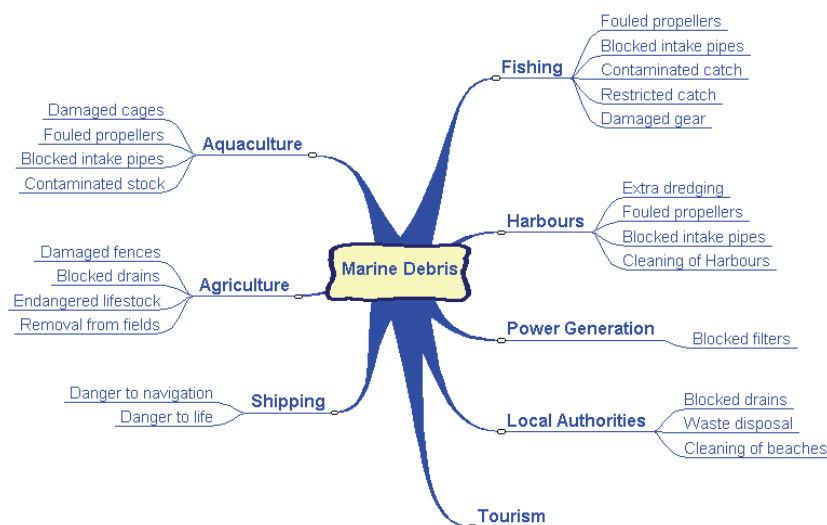 Marine Debris
Fishing
Fouled propellers
Blocked intake pipes
Contaminated catch
Restricted catch
Damaged gear
Harbours
Extra dredging
Fouled propellers
Blocked intake pipes
Cleaning of Harbours
Power Generation
Blocked filters
Local Authorities
Blocked drains
Waste disposal
Cleaning of beaches
Tourism
Aquaculture
Damaged cages
Fouled propellers
Blocked intake pipes
Contaminated stock
Agriculture
Damaged fences
Blocked drains
Endangered lifestock
Removal from fields
Shipping
Danger to navigation
Danger to life